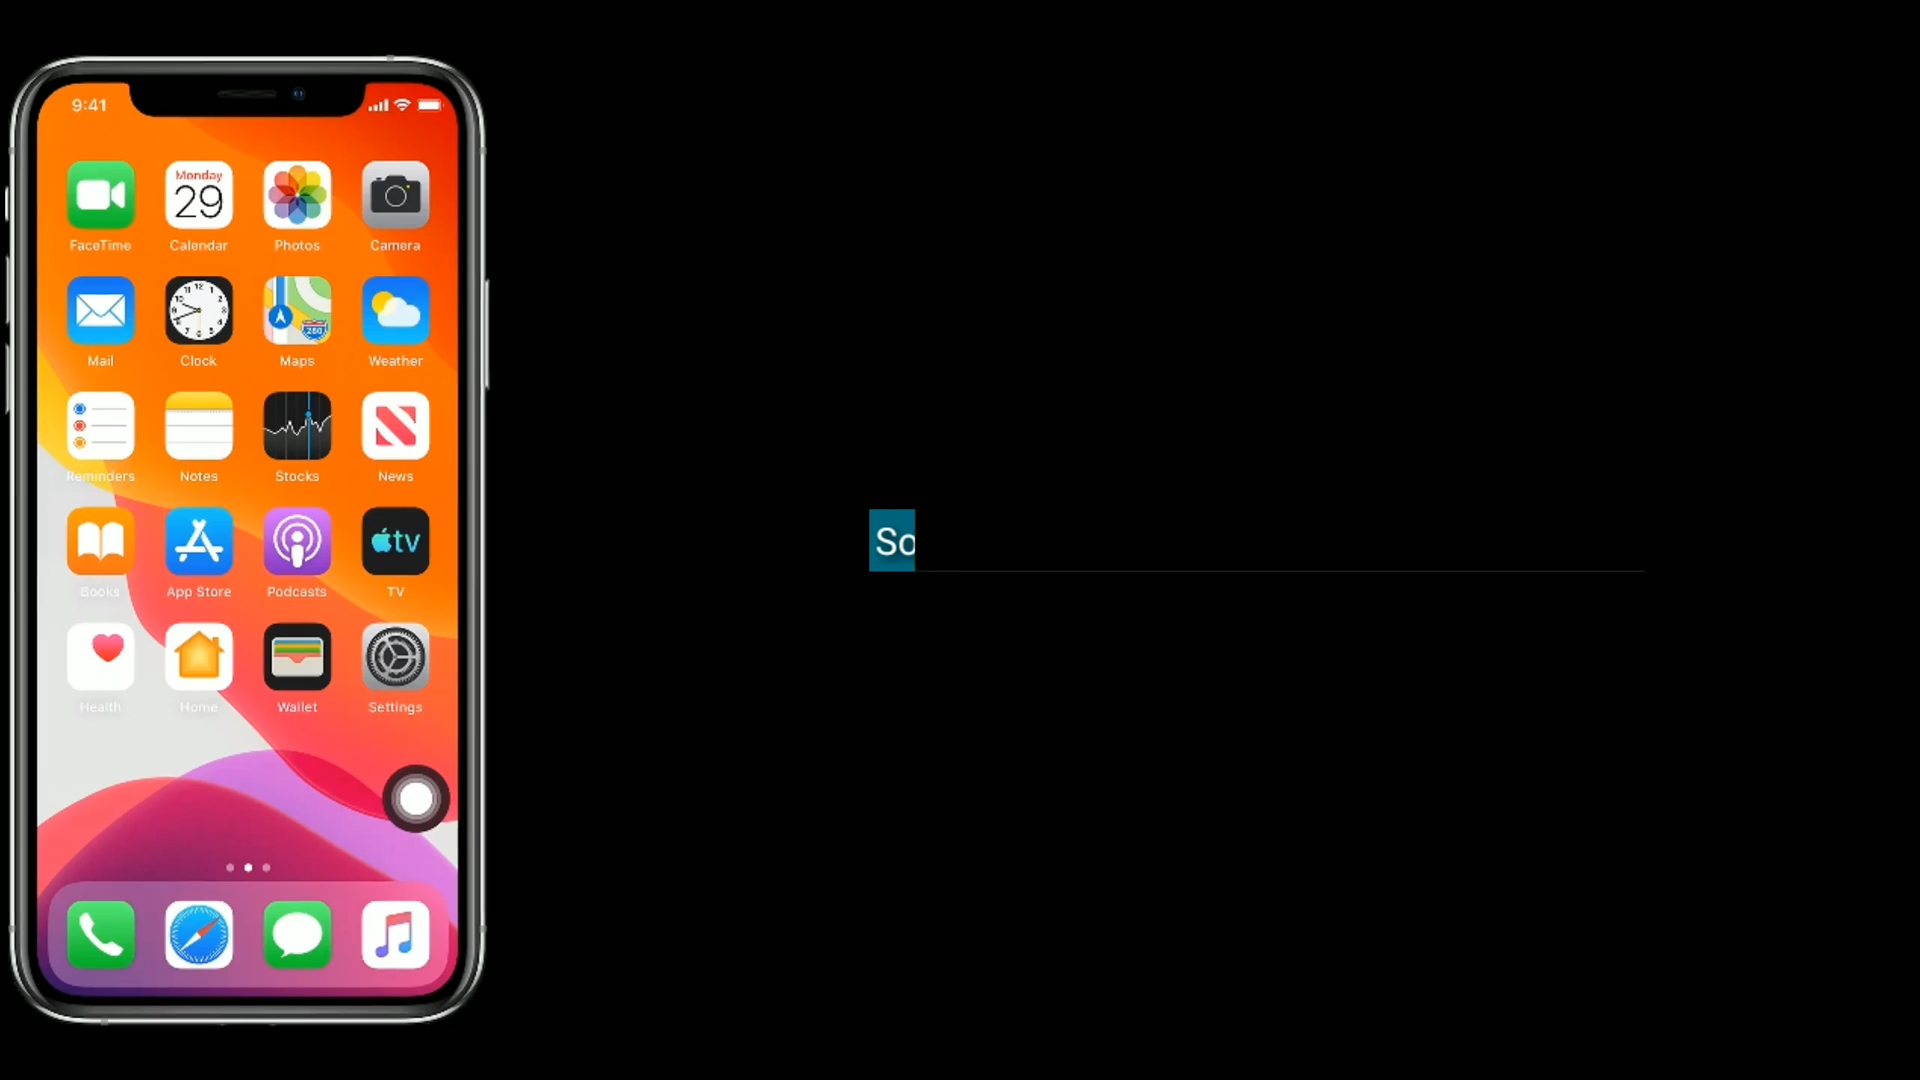 9:41
Monday
29
FaceTime
Calendar
Photos
Camera
280
Mail
Clock
Maps
Weather
Reminders
Notes
Stocks
News
tv
Books
App Store
Podcasts
TV
Health
Home
Wallet
Settings
So